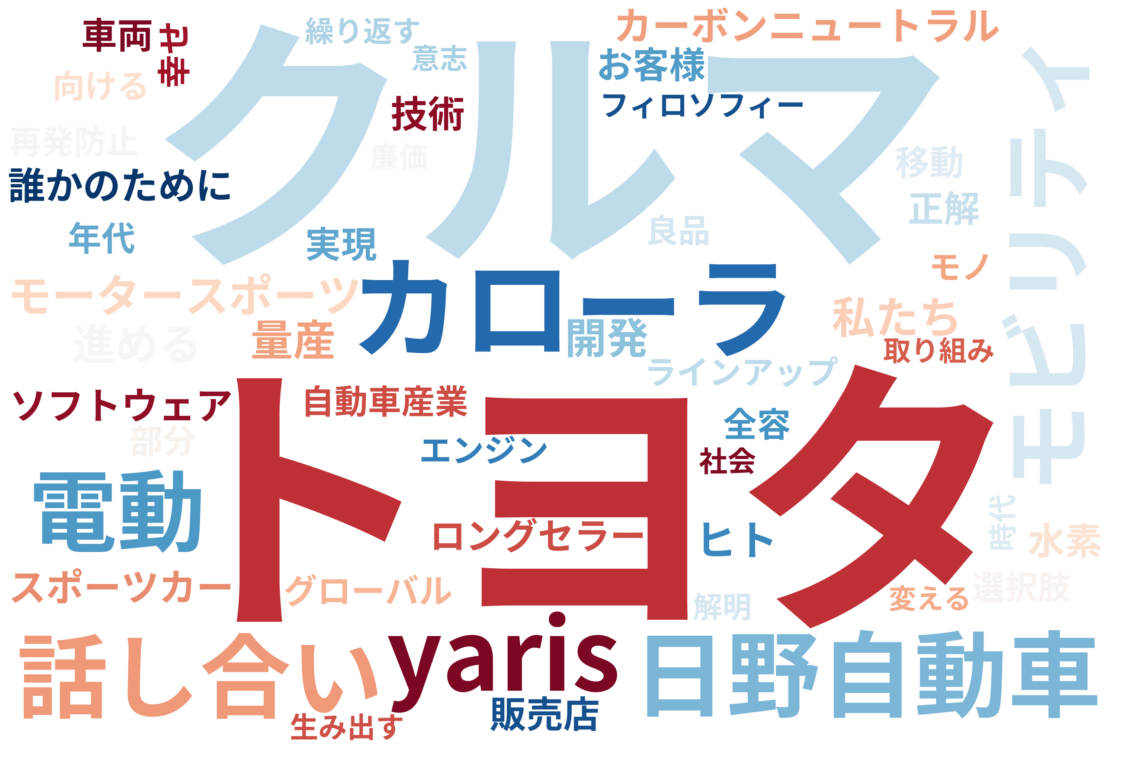 車両
幸せ
繰り返す
意志
カーボンニュートラル
お客様
フィロソフィー
向ける
技術
クルマ
再発防止
廉価
移動
誰かのために
正解
年代
実現
良品
モビリティ
モノ
モータースポーツ
カローラ
私たち
進める
量産
開発
取り組み
ラインアップ
ソフトウェア
自動車産業
トヨタ
全容
部分
エンジン
社会
電動
ロングセラー
ヒト
時代
水素
スポーツカー
グローバル
解明
変える
選択肢
話し合い
yaris
日野自動車
販売店
生み出す